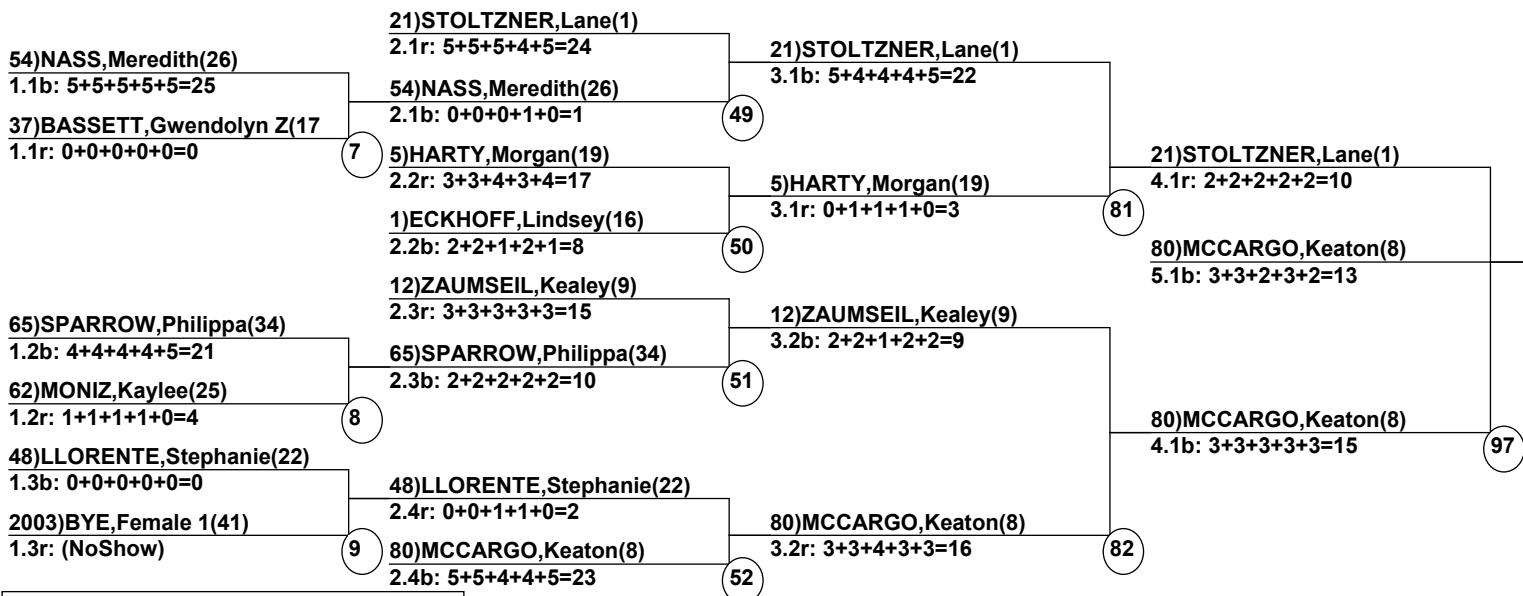 54)NASS,Meredith(26)
1.1b: 5+5+5+5+5=25
37)BASSETT,Gwendolyn Z(17
1.1r: 0+0+0+0+0=0
7
65)SPARROW,Philippa(34)
1.2b: 4+4+4+4+5=21
62)MONIZ,Kaylee(25)
1.2r: 1+1+1+1+0=4
8
48)LLORENTE,Stephanie(22)
1.3b: 0+0+0+0+0=0
2003)BYE,Female 1(41)
1.3r: (NoShow)
9
21)STOLTZNER,Lane(1)
2.1r: 5+5+5+4+5=24
54)NASS,Meredith(26)
2.1b: 0+0+0+1+0=1
49
5)HARTY,Morgan(19)
2.2r: 3+3+4+3+4=17
1)ECKHOFF,Lindsey(16)
2.2b: 2+2+1+2+1=8
50
12)ZAUMSEIL,Kealey(9)
2.3r: 3+3+3+3+3=15
65)SPARROW,Philippa(34)
2.3b: 2+2+2+2+2=10
51
48)LLORENTE,Stephanie(22)
2.4r: 0+0+1+1+0=2
80)MCCARGO,Keaton(8)
2.4b: 5+5+4+4+5=23
52
21)STOLTZNER,Lane(1)
3.1b: 5+4+4+4+5=22
5)HARTY,Morgan(19)
3.1r: 0+1+1+1+0=3
81
12)ZAUMSEIL,Kealey(9)
3.2b: 2+2+1+2+2=9
80)MCCARGO,Keaton(8)
3.2r: 3+3+4+3+3=16
82
21)STOLTZNER,Lane(1)
4.1r: 2+2+2+2+2=10
80)MCCARGO,Keaton(8)
5.1b: 3+3+2+3+2=13
80)MCCARGO,Keaton(8)
4.1b: 3+3+3+3+3=15
97